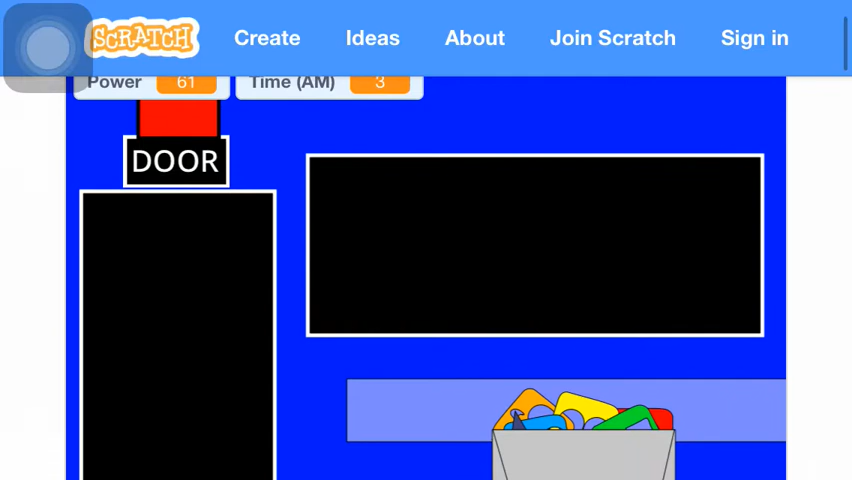 SCRATCH Create Ideas About Join Scratch Sign in
Power 61 Time (AM) 3
DOOR